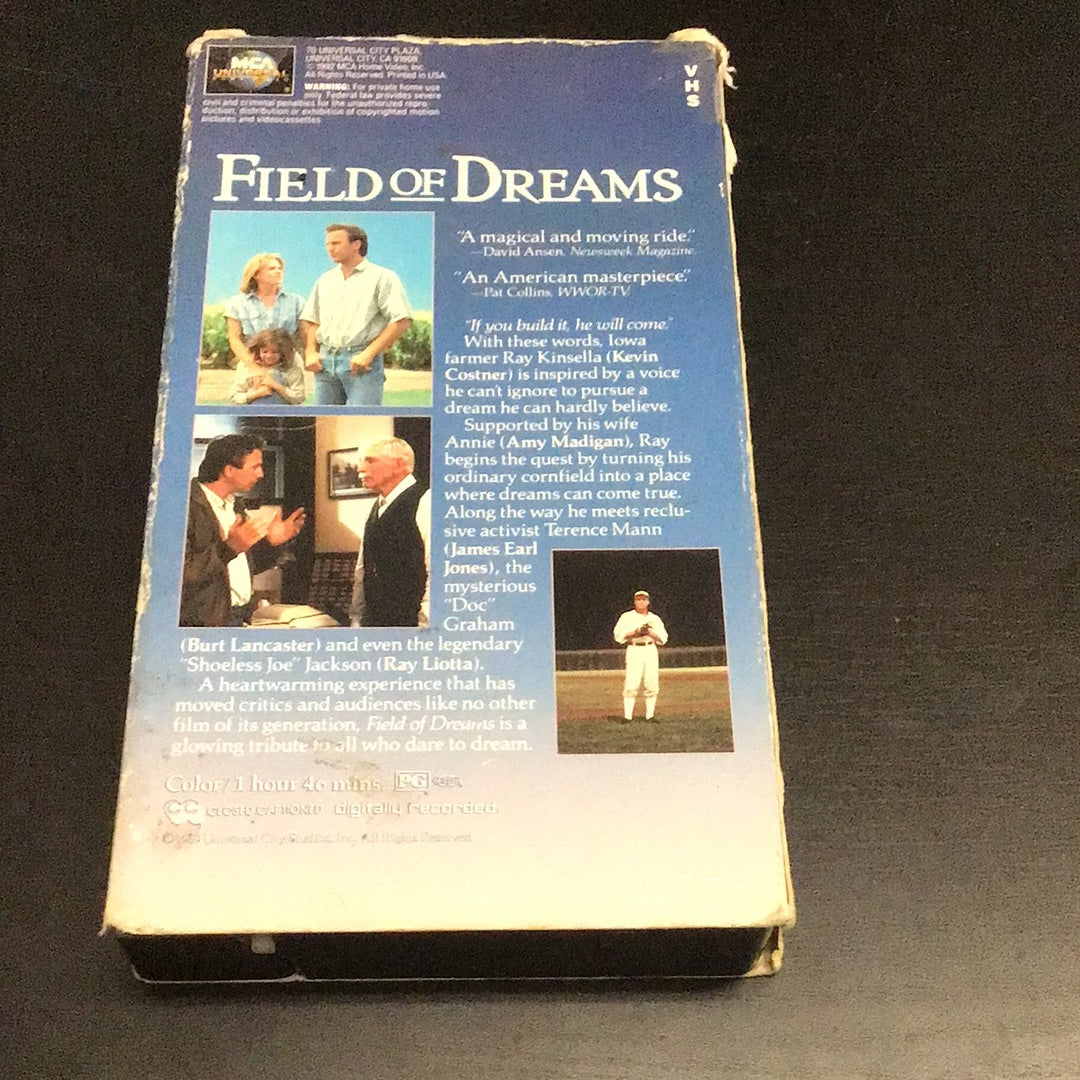 MCA
UNIVERSAL
70 UNIVERSAL CITY PLAZA,
UNIVERSAL CITY, CA 91608
© 1992 MCA Home Video, Inc.
All Rights Reserved. Printed in USA.
WARNING: For private home use
only. Federal law provides severe
civil and criminal penalties for the unauthorized repro-
duction, distribution or exhibition of copyrighted motion
pictures and videocassettes.
VHS
FIELD OF DREAMS
"A magical and moving ride."
—David Ansen, Newsweek Magazine
"An American masterpiece."
—Pat Collins, WWOR-TV
"If you build it, he will come."
With these words, Iowa
farmer Ray Kinsella (Kevin
Costner) is inspired by a voice
he can't ignore to pursue a
dream he can hardly believe.
Supported by his wife
Annie (Amy Madigan), Ray
begins the quest by turning his
ordinary cornfield into a place
where dreams can come true.
Along the way he meets reclu-
sive activist Terence Mann
(James Earl
Jones), the
mysterious
"Doc"
Graham
(Burt Lancaster) and even the legendary
"Shoeless Joe" Jackson (Ray Liotta).
A heartwarming experience that has
moved critics and audiences like no other
film of its generation, Field of Dreams is a
glowing tribute to all who dare to dream.
Color/1 hour 46 mins. PG
CC CLOSED CAPTIONED digitally recorded.
© 1989 Universal City Studios, Inc. All Rights Reserved.